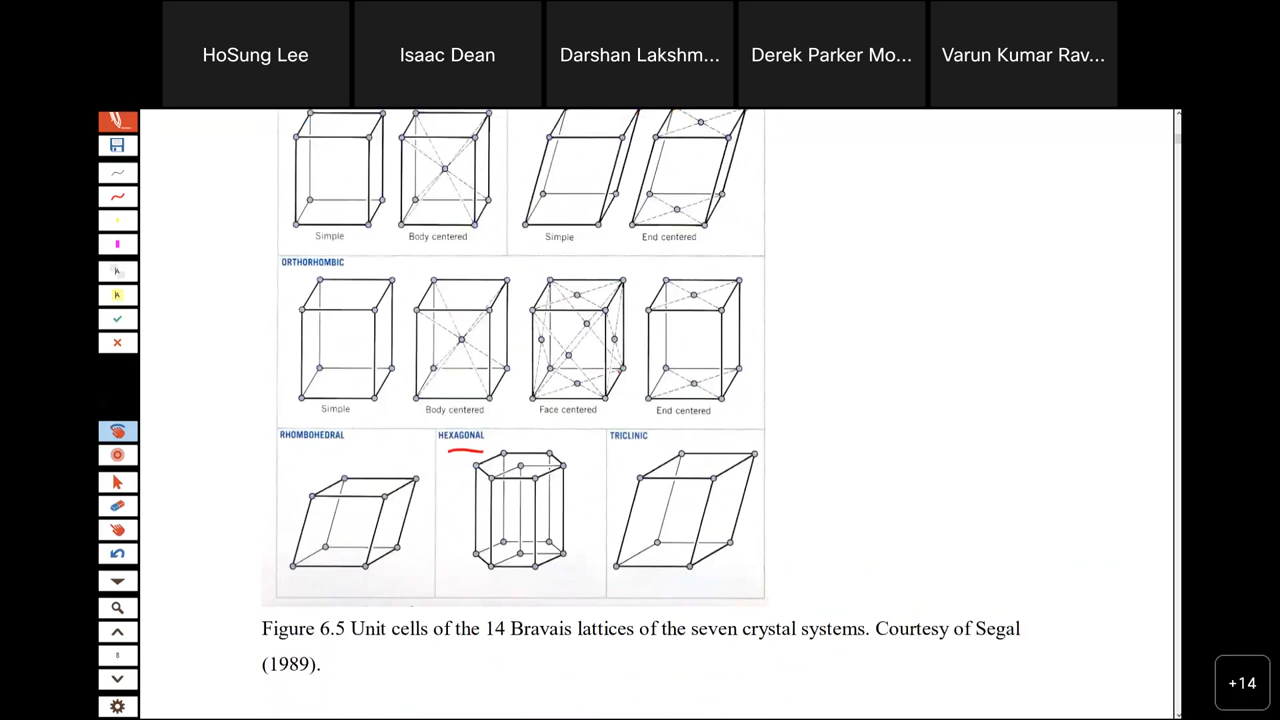 HoSung Lee
Isaac Dean
Darshan Lakshm...
Derek Parker Mo...
Varun Kumar Rav...
Simple
Body centered
Simple
End centered
ORTHORHOMBIC
Simple
Body centered
Face centered
End centered
RHOMBOHEDRAL
HEXAGONAL
TRICLINIC
Figure 6.5 Unit cells of the 14 Bravais lattices of the seven crystal systems. Courtesy of Segal
(1989).
8
+14